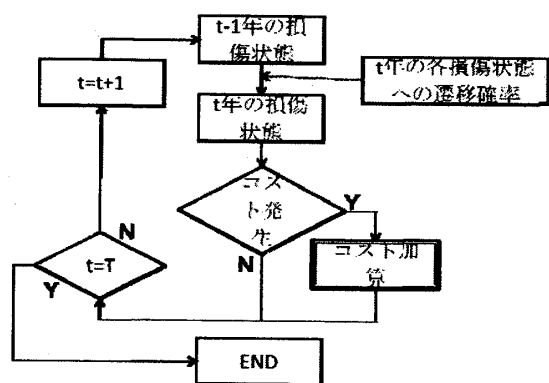 t-1年の損
傷状態
t=t+1
t年の各損傷状態
への遷移確率
t年の損傷
状態
コス
ト発
生
Y
N
コスト加
算
N
t=T
Y
END